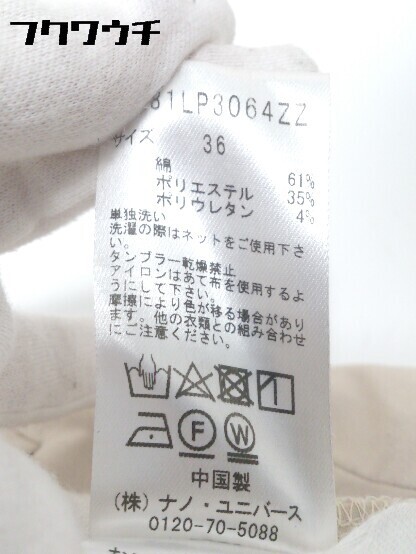 フクワウチ
81LP3064ZZ
サイズ 36
綿 61%
ポリエステル 35%
ポリウレタン 4%
単独洗い
洗濯の際はネットをご使用下さ
い。
タンブラー乾燥禁止
アイロンはあて布を使用するよ
うにして下さい。
摩擦により色が移る場合があり
ます。他の衣類との組み合わせ
にご注意ください。
F W
中国製
(株) ナノ・ユニバース
0120-70-5088